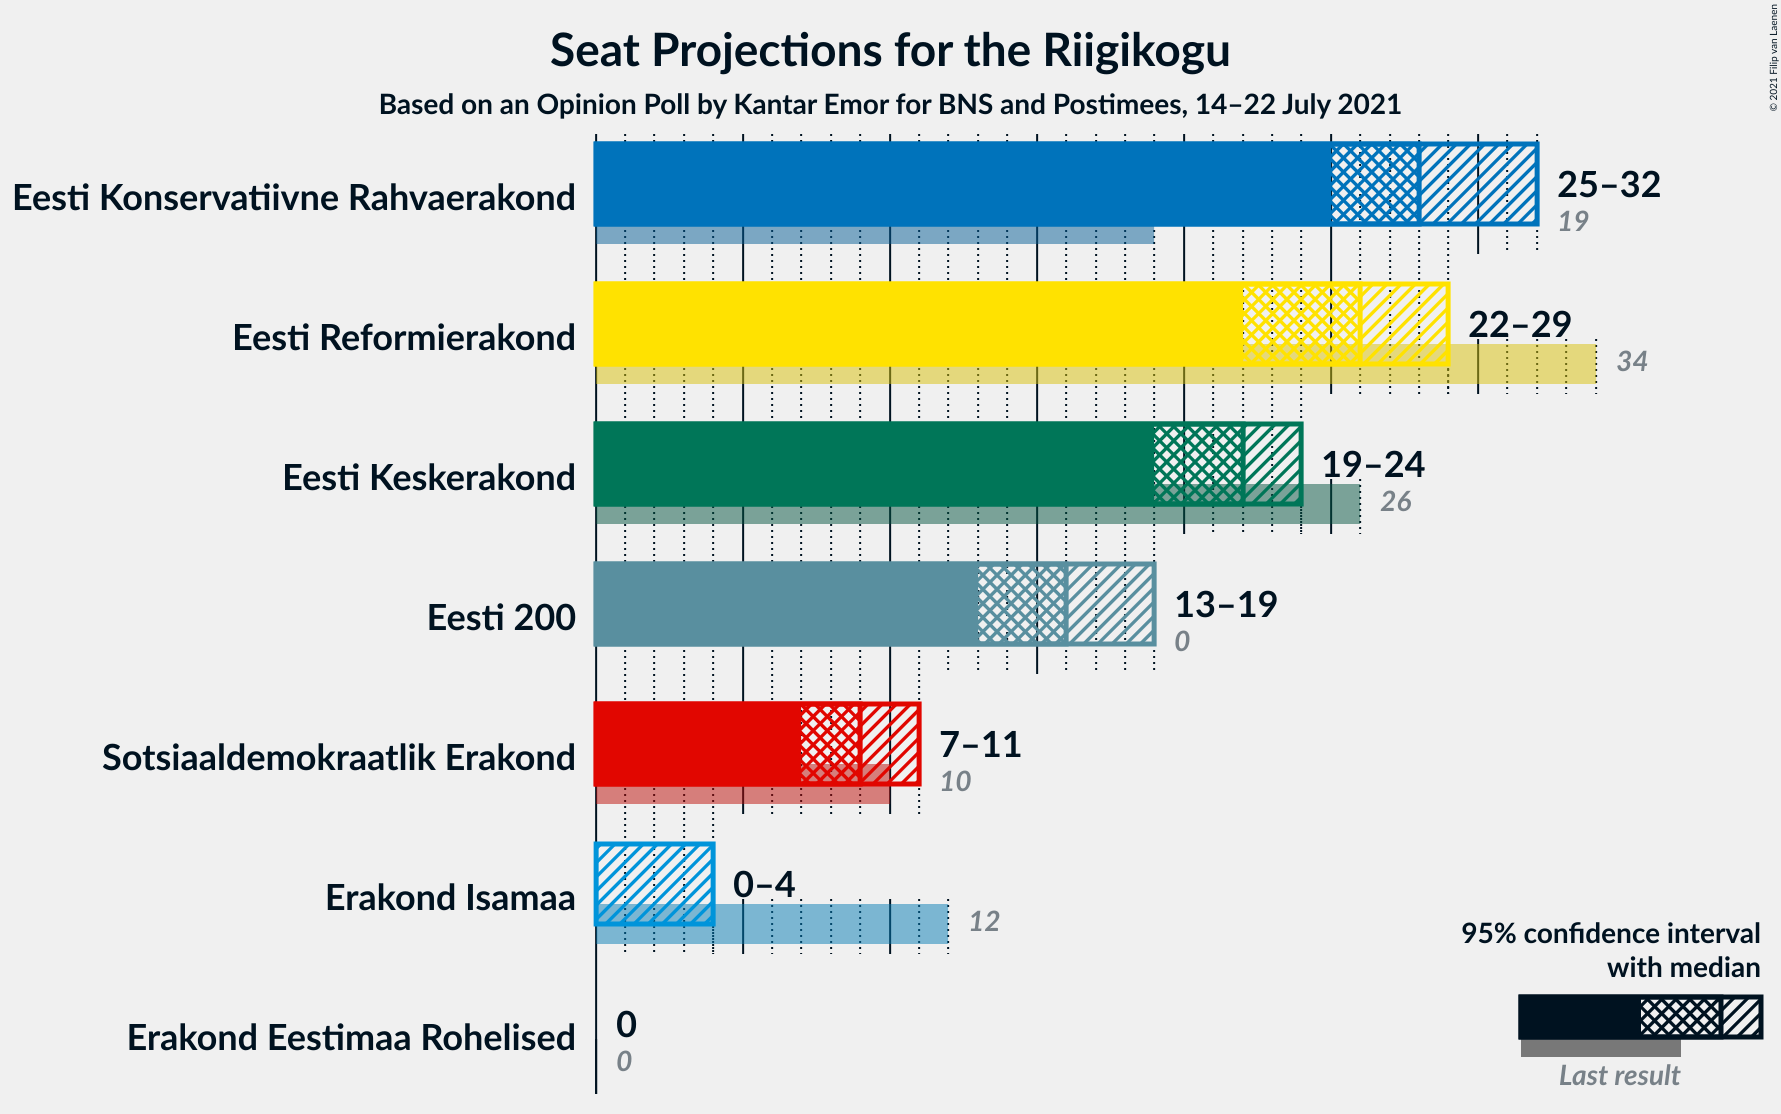 Seat Projections for the Riigikogu
Based on an Opinion Poll by Kantar Emor for BNS and Postimees, 14–22 July 2021
© 2021 Filip van Laenen
Eesti Konservatiivne Rahvaerakond
25–32
19
Eesti Reformierakond
22–29
34
Eesti Keskerakond
19–24
26
Eesti 200
13–19
0
Sotsiaaldemokraatlik Erakond
7–11
10
Erakond Isamaa
0–4
12
Erakond Eestimaa Rohelised
0
0
95% confidence interval
with median
Last result